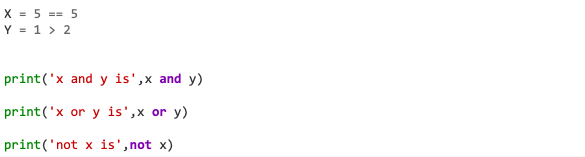 X = 5 == 5
Y = 1 > 2
print('x and y is',x and y)
print('x or y is',x or y)
print('not x is',not x)